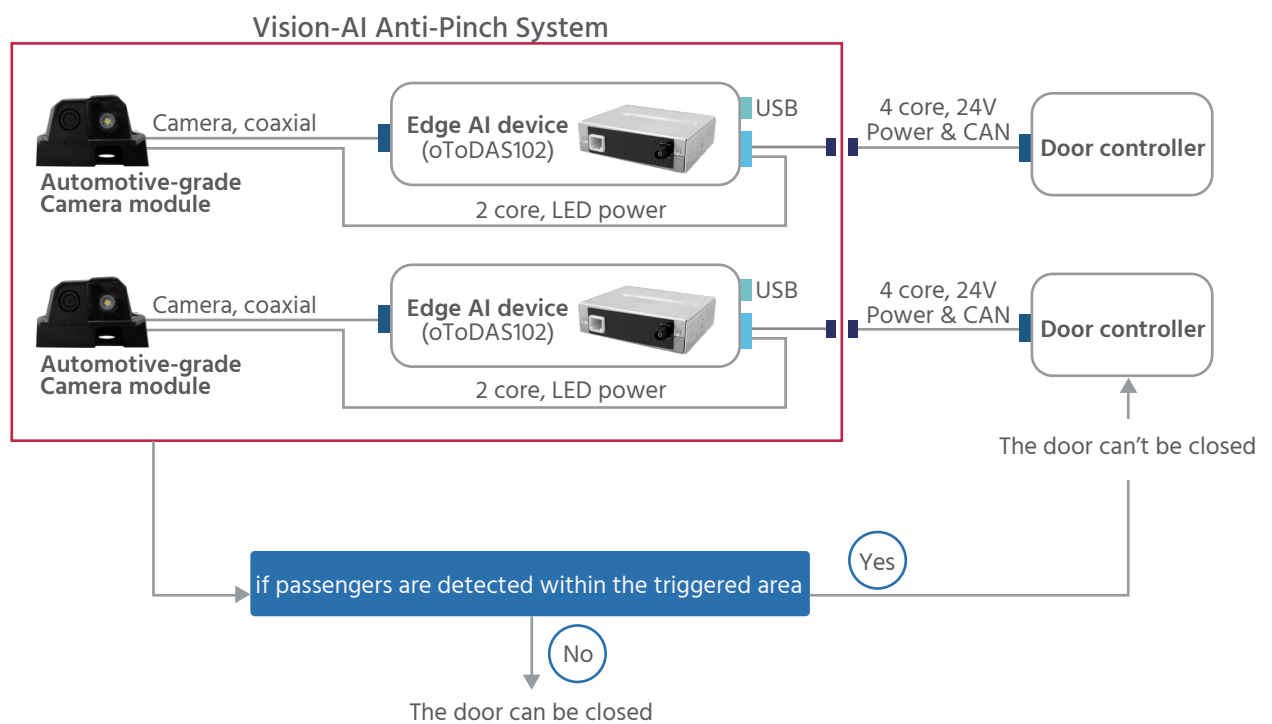 Vision-AI Anti-Pinch System
Camera, coaxial
Edge AI device
(oToDAS102)
USB
4 core, 24V
Power & CAN
Door controller
Automotive-grade
Camera module
2 core, LED power
Camera, coaxial
Edge AI device
(oToDAS102)
USB
4 core, 24V
Power & CAN
Door controller
Automotive-grade
Camera module
2 core, LED power
The door can't be closed
if passengers are detected within the triggered area
Yes
No
The door can be closed